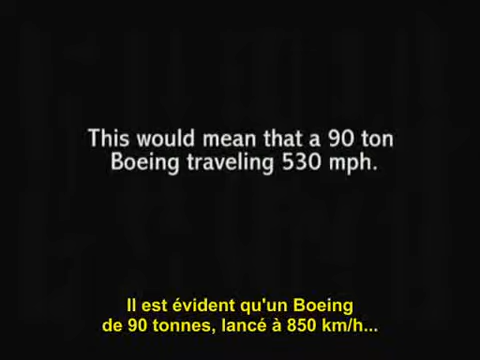 This would mean that a 90 ton
Boeing traveling 530 mph.
Il est évident qu'un Boeing
de 90 tonnes, lancé à 850 km/h...